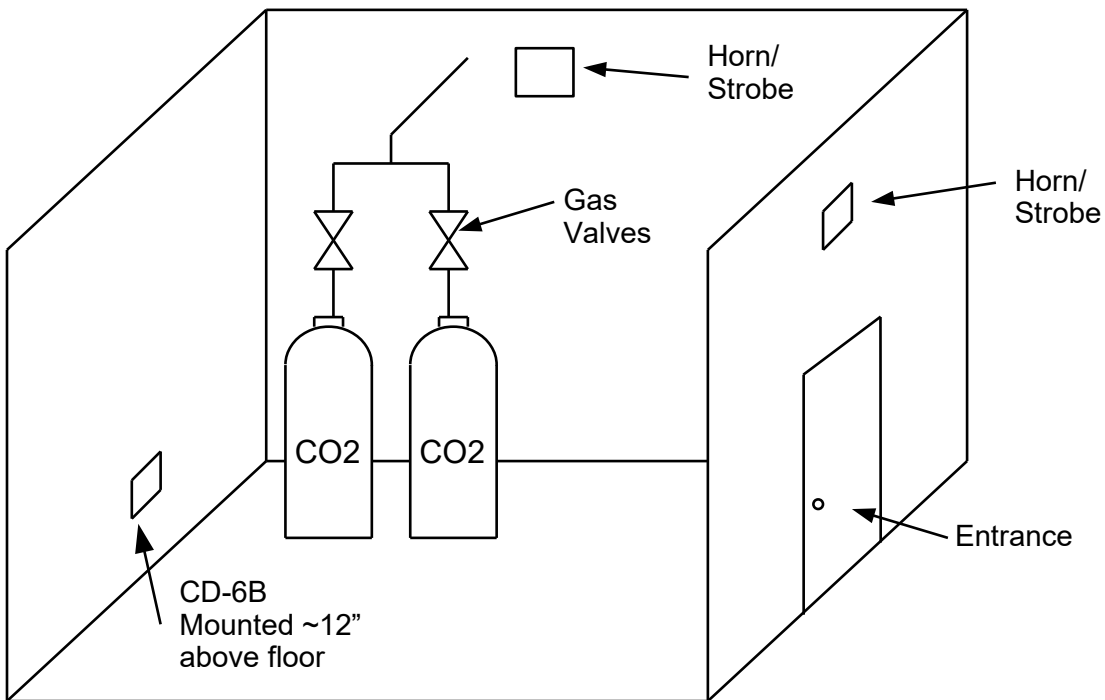 Horn/
Strobe
Horn/
Strobe
Gas
Valves
CO2
CO2
Entrance
CD-6B
Mounted ~12”
above floor